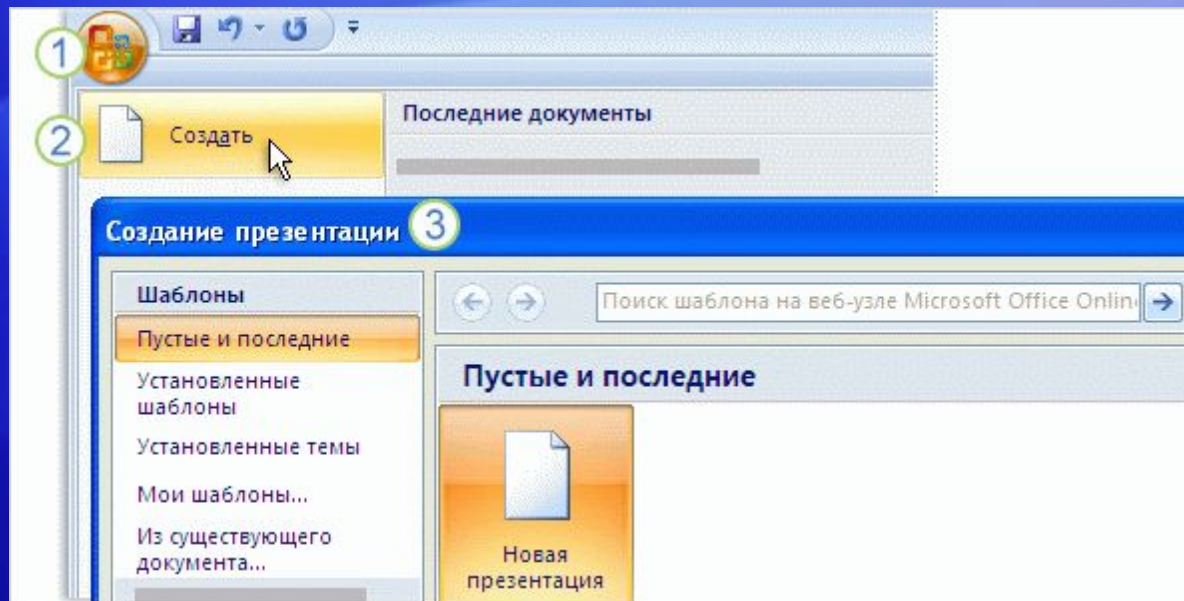 1
2
Создать
Последние документы
Создание презентации 3
Шаблоны
Пустые и последние
Установленные
шаблоны
Установленные темы
Мои шаблоны...
Из существующего
документа...
Поиск шаблона на веб-узле Microsoft Office Onlin
Пустые и последние
Новая
презентация